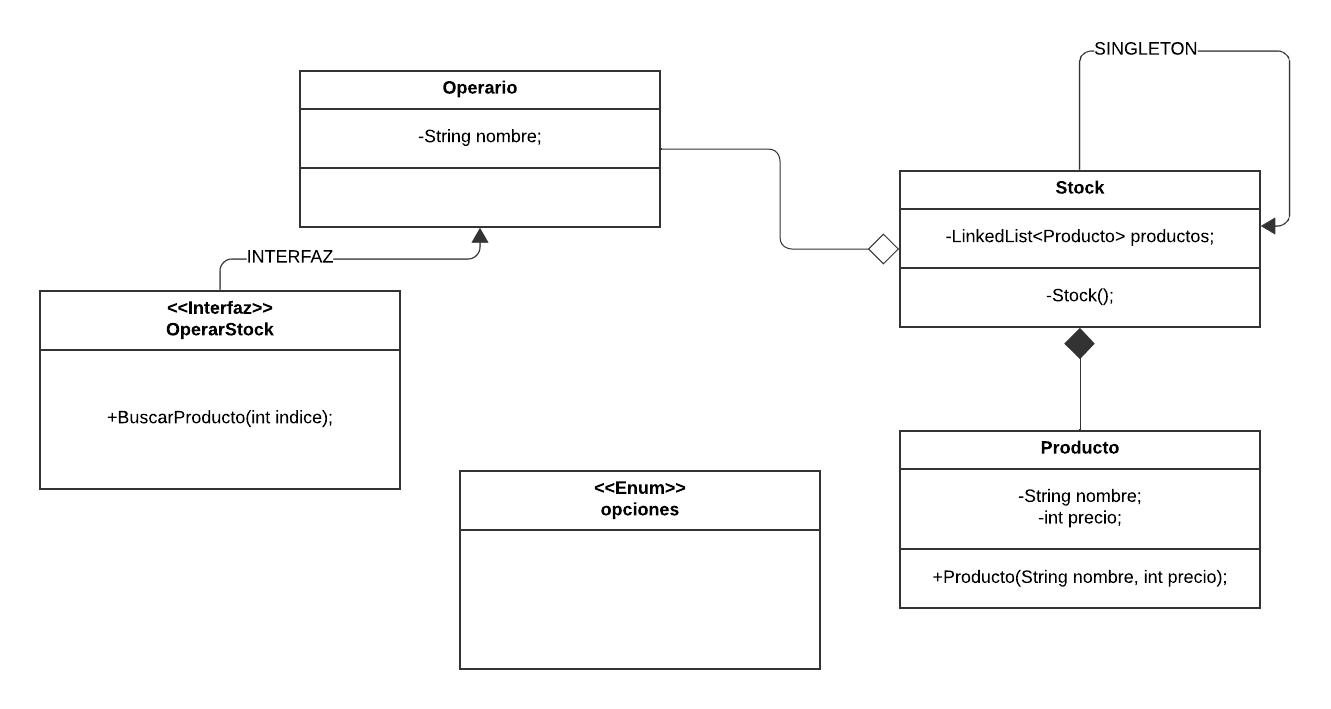 SINGLETON
Operario
-String nombre;
Stock
-LinkedList<Producto> productos;
-Stock();
INTERFAZ
<<Interfaz>>
OperarStock
+BuscarProducto(int indice);
Producto
-String nombre;
-int precio;
+Producto(String nombre, int precio);
<<Enum>>
opciones